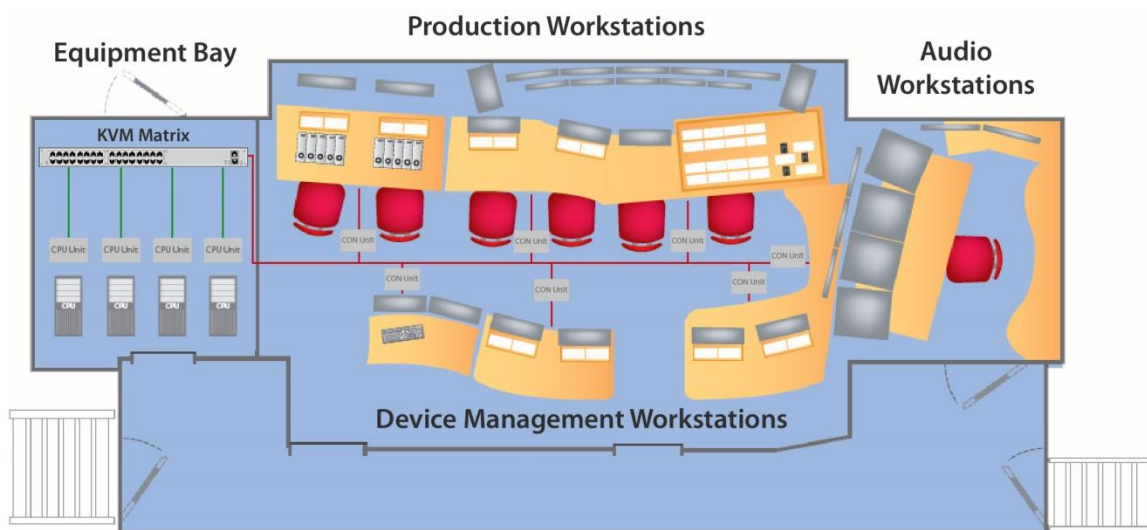 Production Workstations
Equipment Bay
Audio
Workstations
KVM Matrix
CPU Unit
CPU Unit
CPU Unit
CPU Unit
CON Unit
CON Unit
CON Unit
CON Unit
CON Unit
CON Unit
CON Unit
CPU
CPU
CPU
CPU
Device Management Workstations